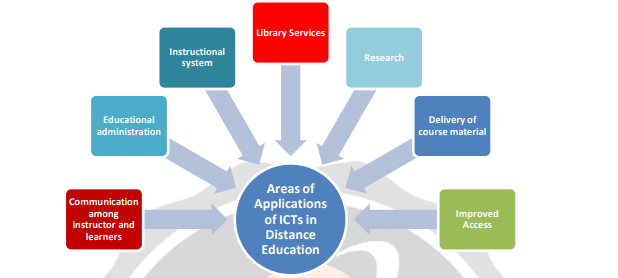 Library Services
Instructional
system
Research
Educational
administration
Delivery of
course material
Communication
among
instructor and
learners
Areas of
Applications
of ICTs in
Distance
Education
Improved
Access